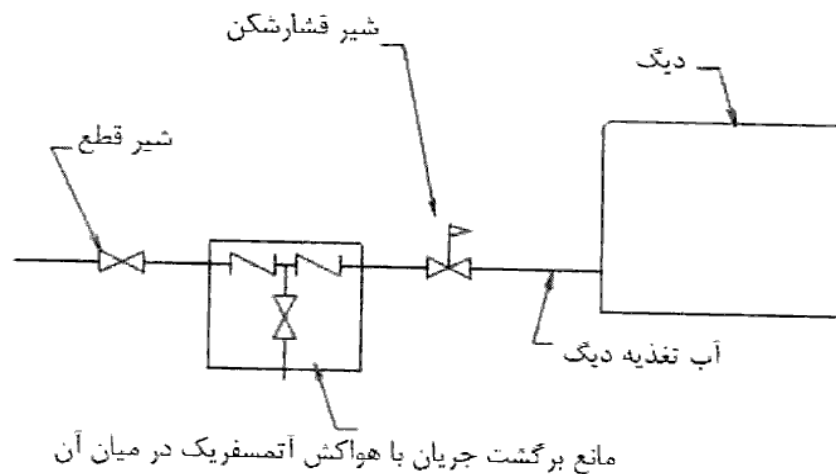 شیر فشارشکن
دیگ
شیر قطع
آب تغذیه دیگ
مانع برگشت جریان با هواکش آتمسفریک در میان آن